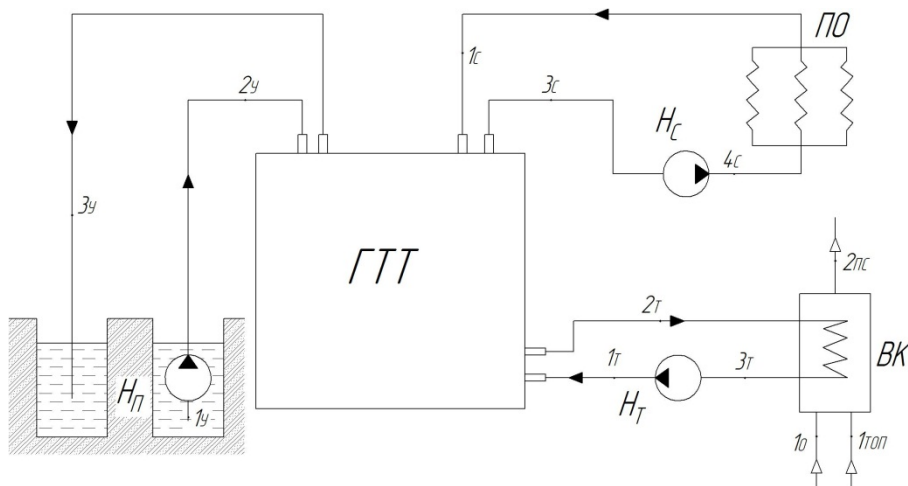 ПО
1с
2у
3с
Нс
4с
3у
ГТТ
2пс
2т
ВК
1т
3т
Нп
Нт
1у
1о
1топ